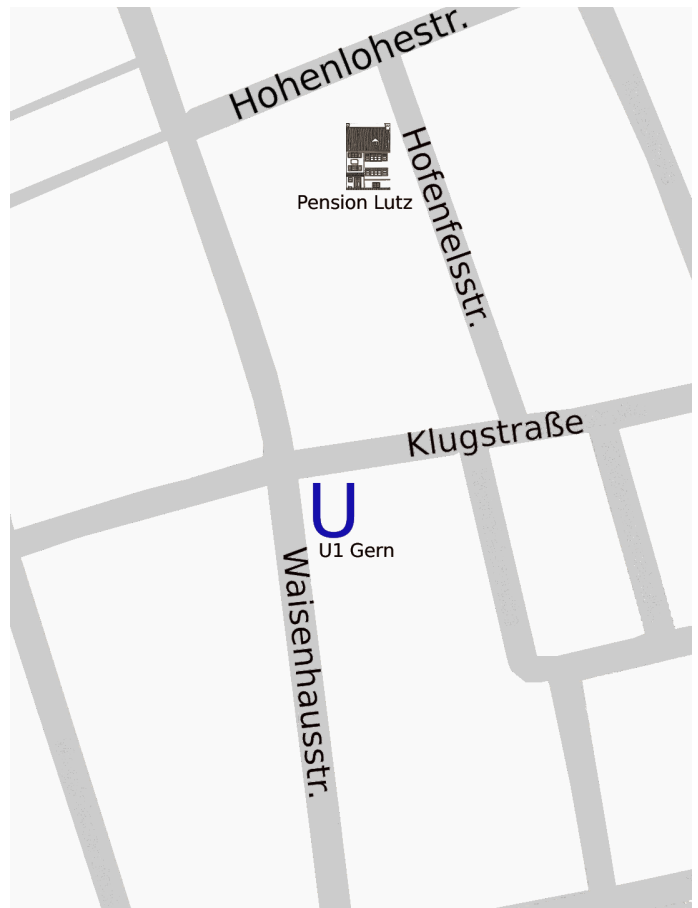 Hohenlohestr.
Hofenfelsstr.
Pension Lutz
Klugstraße
U
U1 Gern
Waisenhausstr.